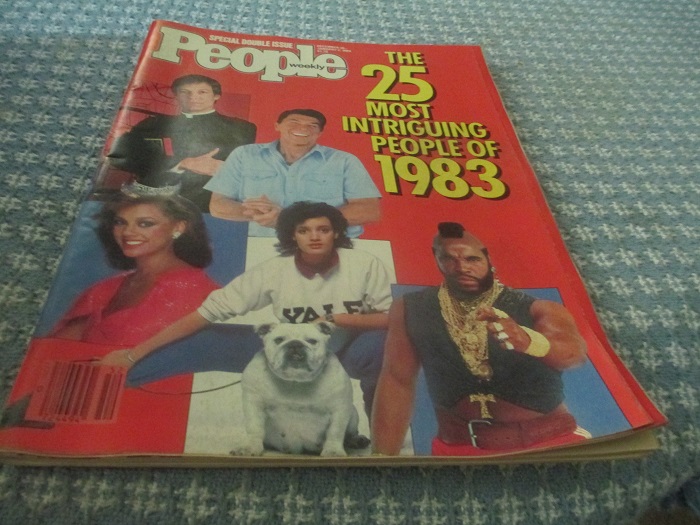 SPECIAL DOUBLE ISSUE
People
weekly
THE
25
MOST
INTRIGUING
PEOPLE OF
1983
YALE